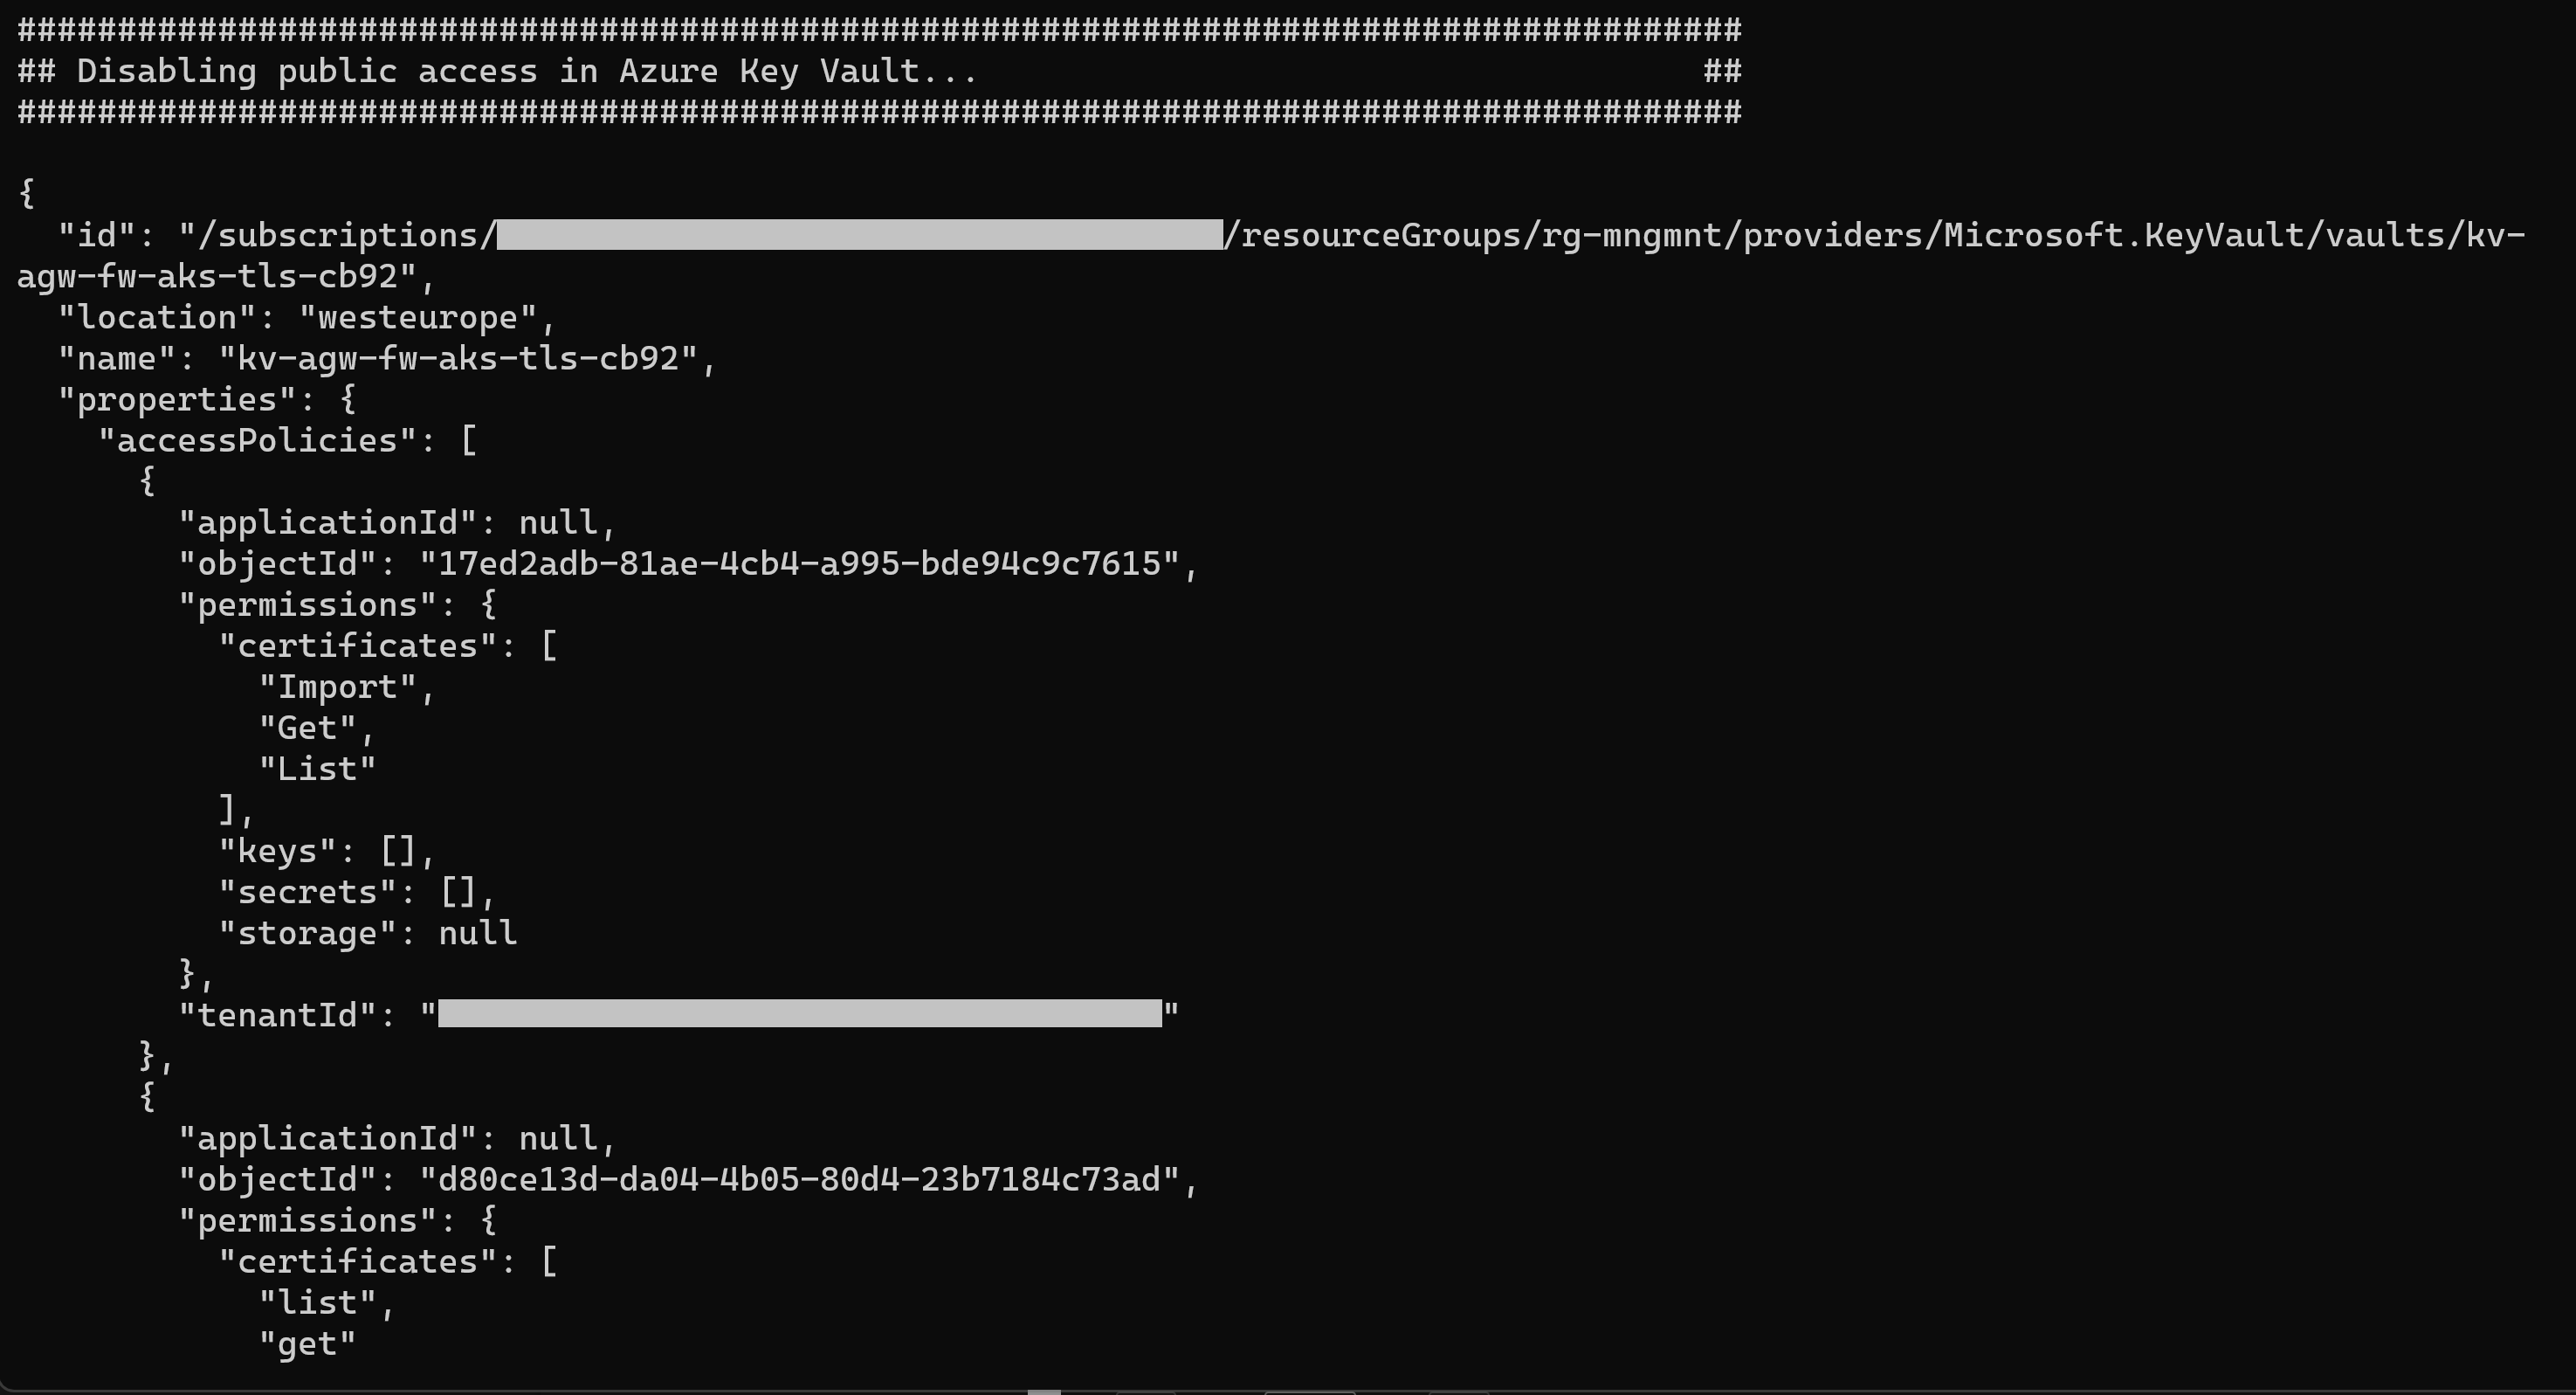 ######################################################################################
## Disabling public access in Azure Key Vault...                                    ##
######################################################################################
{
  "id": "/subscriptions//resourceGroups/rg-mngmnt/providers/Microsoft.KeyVault/vaults/kv-
agw-fw-aks-tls-cb92",
  "location": "westeurope",
  "name": "kv-agw-fw-aks-tls-cb92",
  "properties": {
    "accessPolicies": [
      {
        "applicationId": null,
        "objectId": "17ed2adb-81ae-4cb4-a995-bde94c9c7615",
        "permissions": {
          "certificates": [
            "Import",
            "Get",
            "List"
          ],
          "keys": [],
          "secrets": [],
          "storage": null
        },
        "tenantId": ""
      },
      {
        "applicationId": null,
        "objectId": "d80ce13d-da04-4b05-80d4-23b7184c73ad",
        "permissions": {
          "certificates": [
            "list",
            "get"